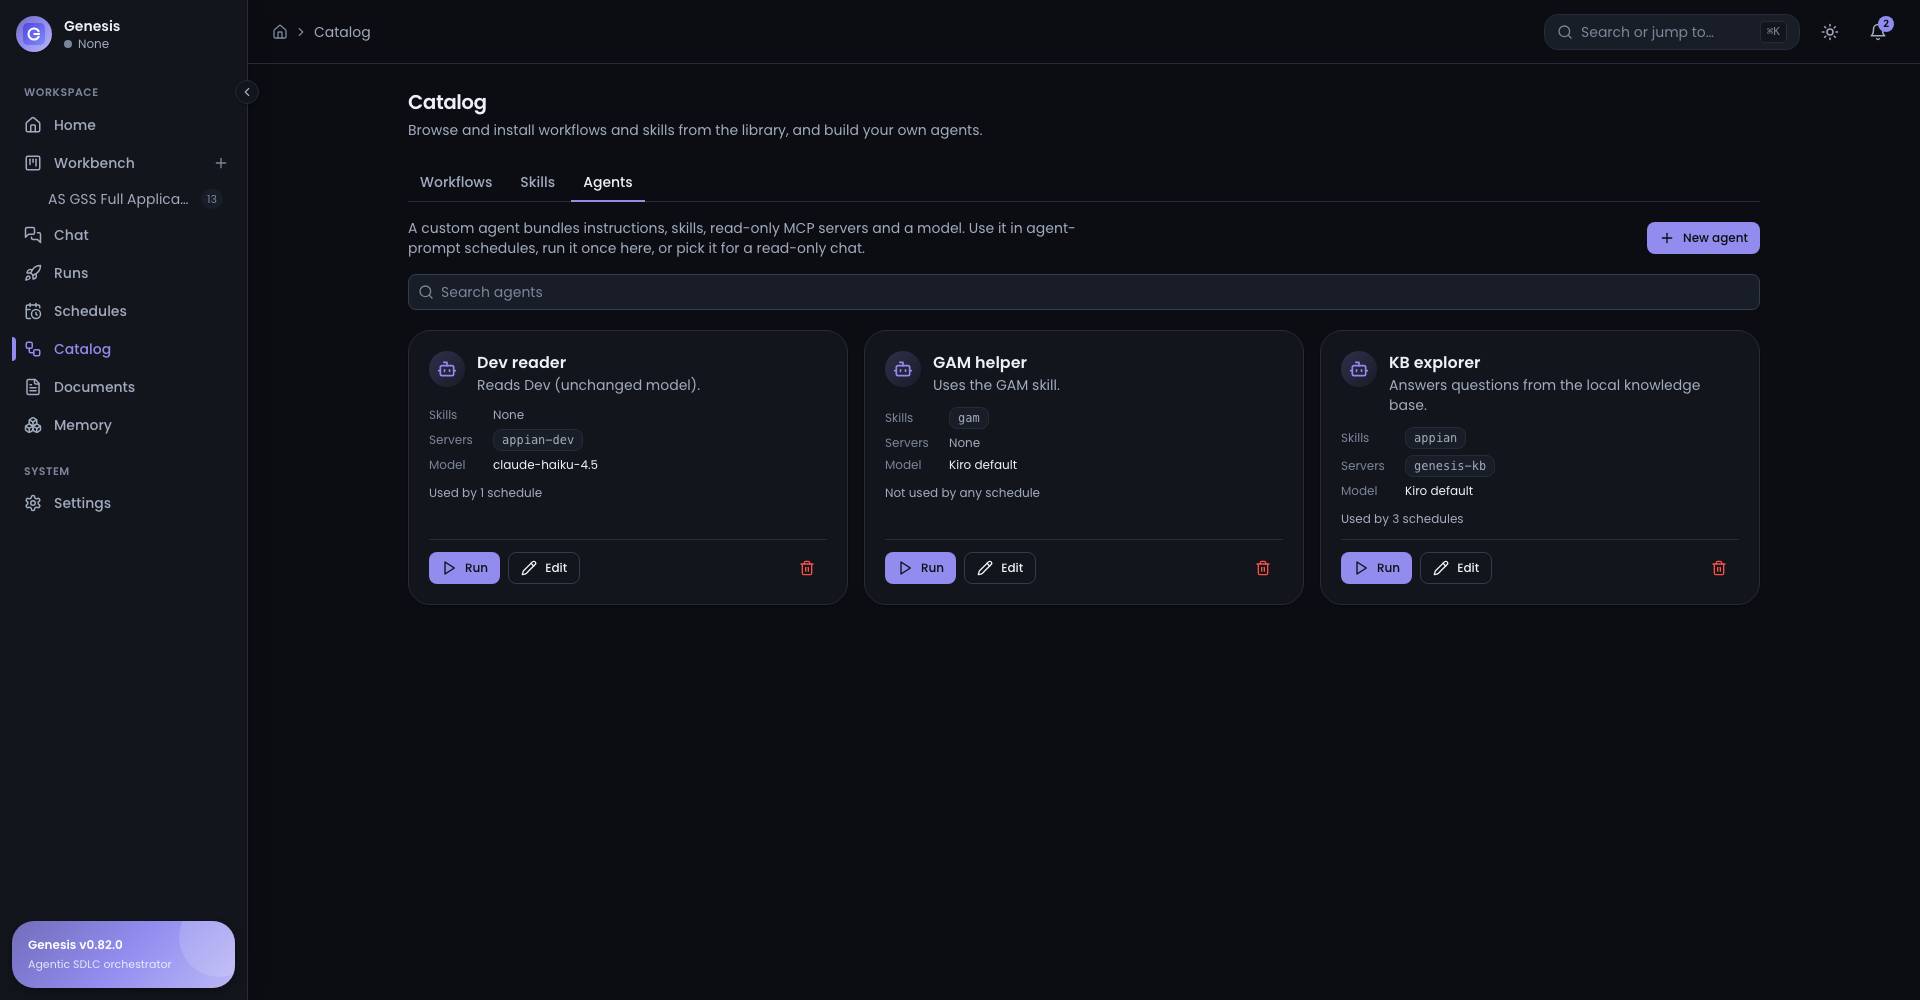 Genesis
None
WORKSPACE
Home
Workbench
AS GSS Full Applica...
13
Chat
Runs
Schedules
Catalog
Documents
Memory
SYSTEM
Settings
Genesis v0.82.0
Agentic SDLC orchestrator
Catalog
Search or jump to...
⌘K
2
Catalog
Browse and install workflows and skills from the library, and build your own agents.
Workflows
Skills
Agents
A custom agent bundles instructions, skills, read-only MCP servers and a model. Use it in agent-
prompt schedules, run it once here, or pick it for a read-only chat.
New agent
Search agents
Dev reader
Reads Dev (unchanged model).
Skills None
Servers appian-dev
Model claude-haiku-4.5
Used by 1 schedule
Run
Edit
GAM helper
Uses the GAM skill.
Skills gam
Servers None
Model Kiro default
Not used by any schedule
Run
Edit
KB explorer
Answers questions from the local knowledge
base.
Skills appian
Servers genesis-kb
Model Kiro default
Used by 3 schedules
Run
Edit